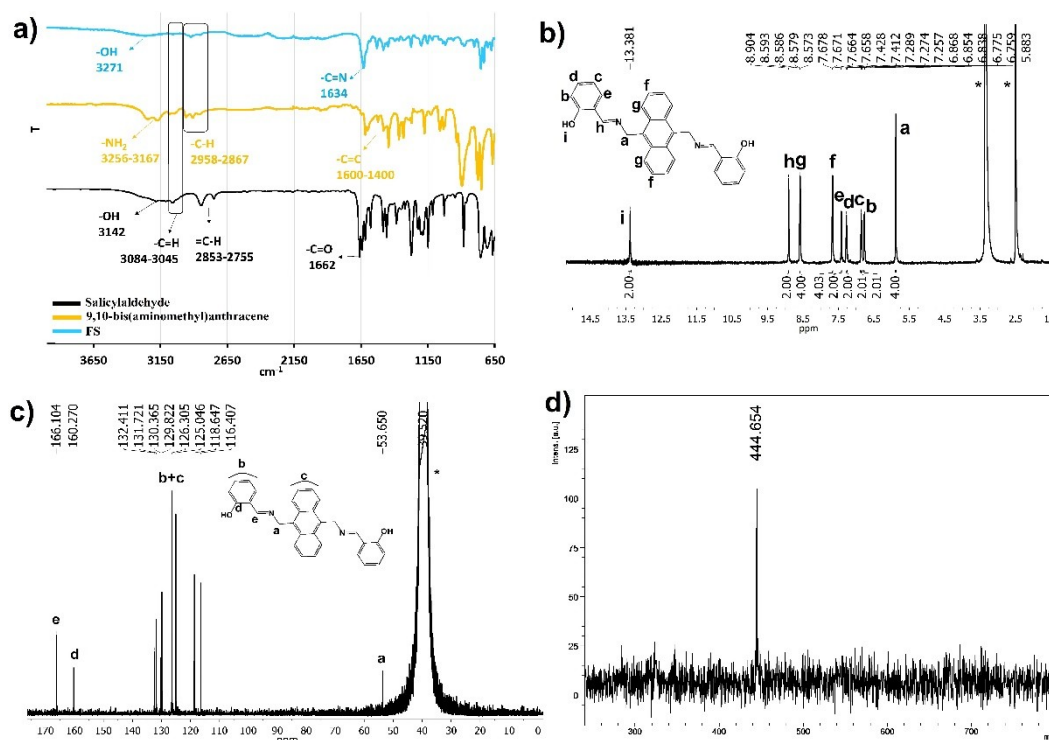 a)
-OH
3271
-C=N
1634
T
-NH2
3256-3167
-C-H
2958-2867
-C=C
1600-1400
-OH
3142
-C=H
3084-3045
=C-H
2853-2755
-C=O
1662
Salicylaldehyde
9,10-bis(aminomethyl)anthracene
FS
3650 3150 2650 2150 1650 1150 650
cm-1
b)
13.381
8.904
8.593
8.586
8.579
8.573
7.678
7.671
7.664
7.658
7.428
7.412
7.289
7.274
7.257
6.868
6.854
6.838
6.775
6.759
5.883
* *
d c
b e
f
g
HO
i
h
N
a
N
OH
g
f
i h g f e d c b a
2.00 2.00 4.00 4.03 2.00 2.00 2.01 2.01 4.00
14.5 13.5 12.5 11.5 10.5 9.5 8.5 7.5 6.5 5.5 4.5 3.5 2.5
ppm
c)
166.104
160.270
132.411
131.721
130.365
129.822
126.305
125.046
118.647
116.407
53.650
39.520
b+c
*
b
c
HO
d
e
N
a
N
OH
e d a
170 160 150 140 130 120 110 100 90 80 70 60 50 40 30 20 10 0
ppm
d)
444.654
Intens. [a.u.]
125
100
75
50
25
0
300 400 500 600 700